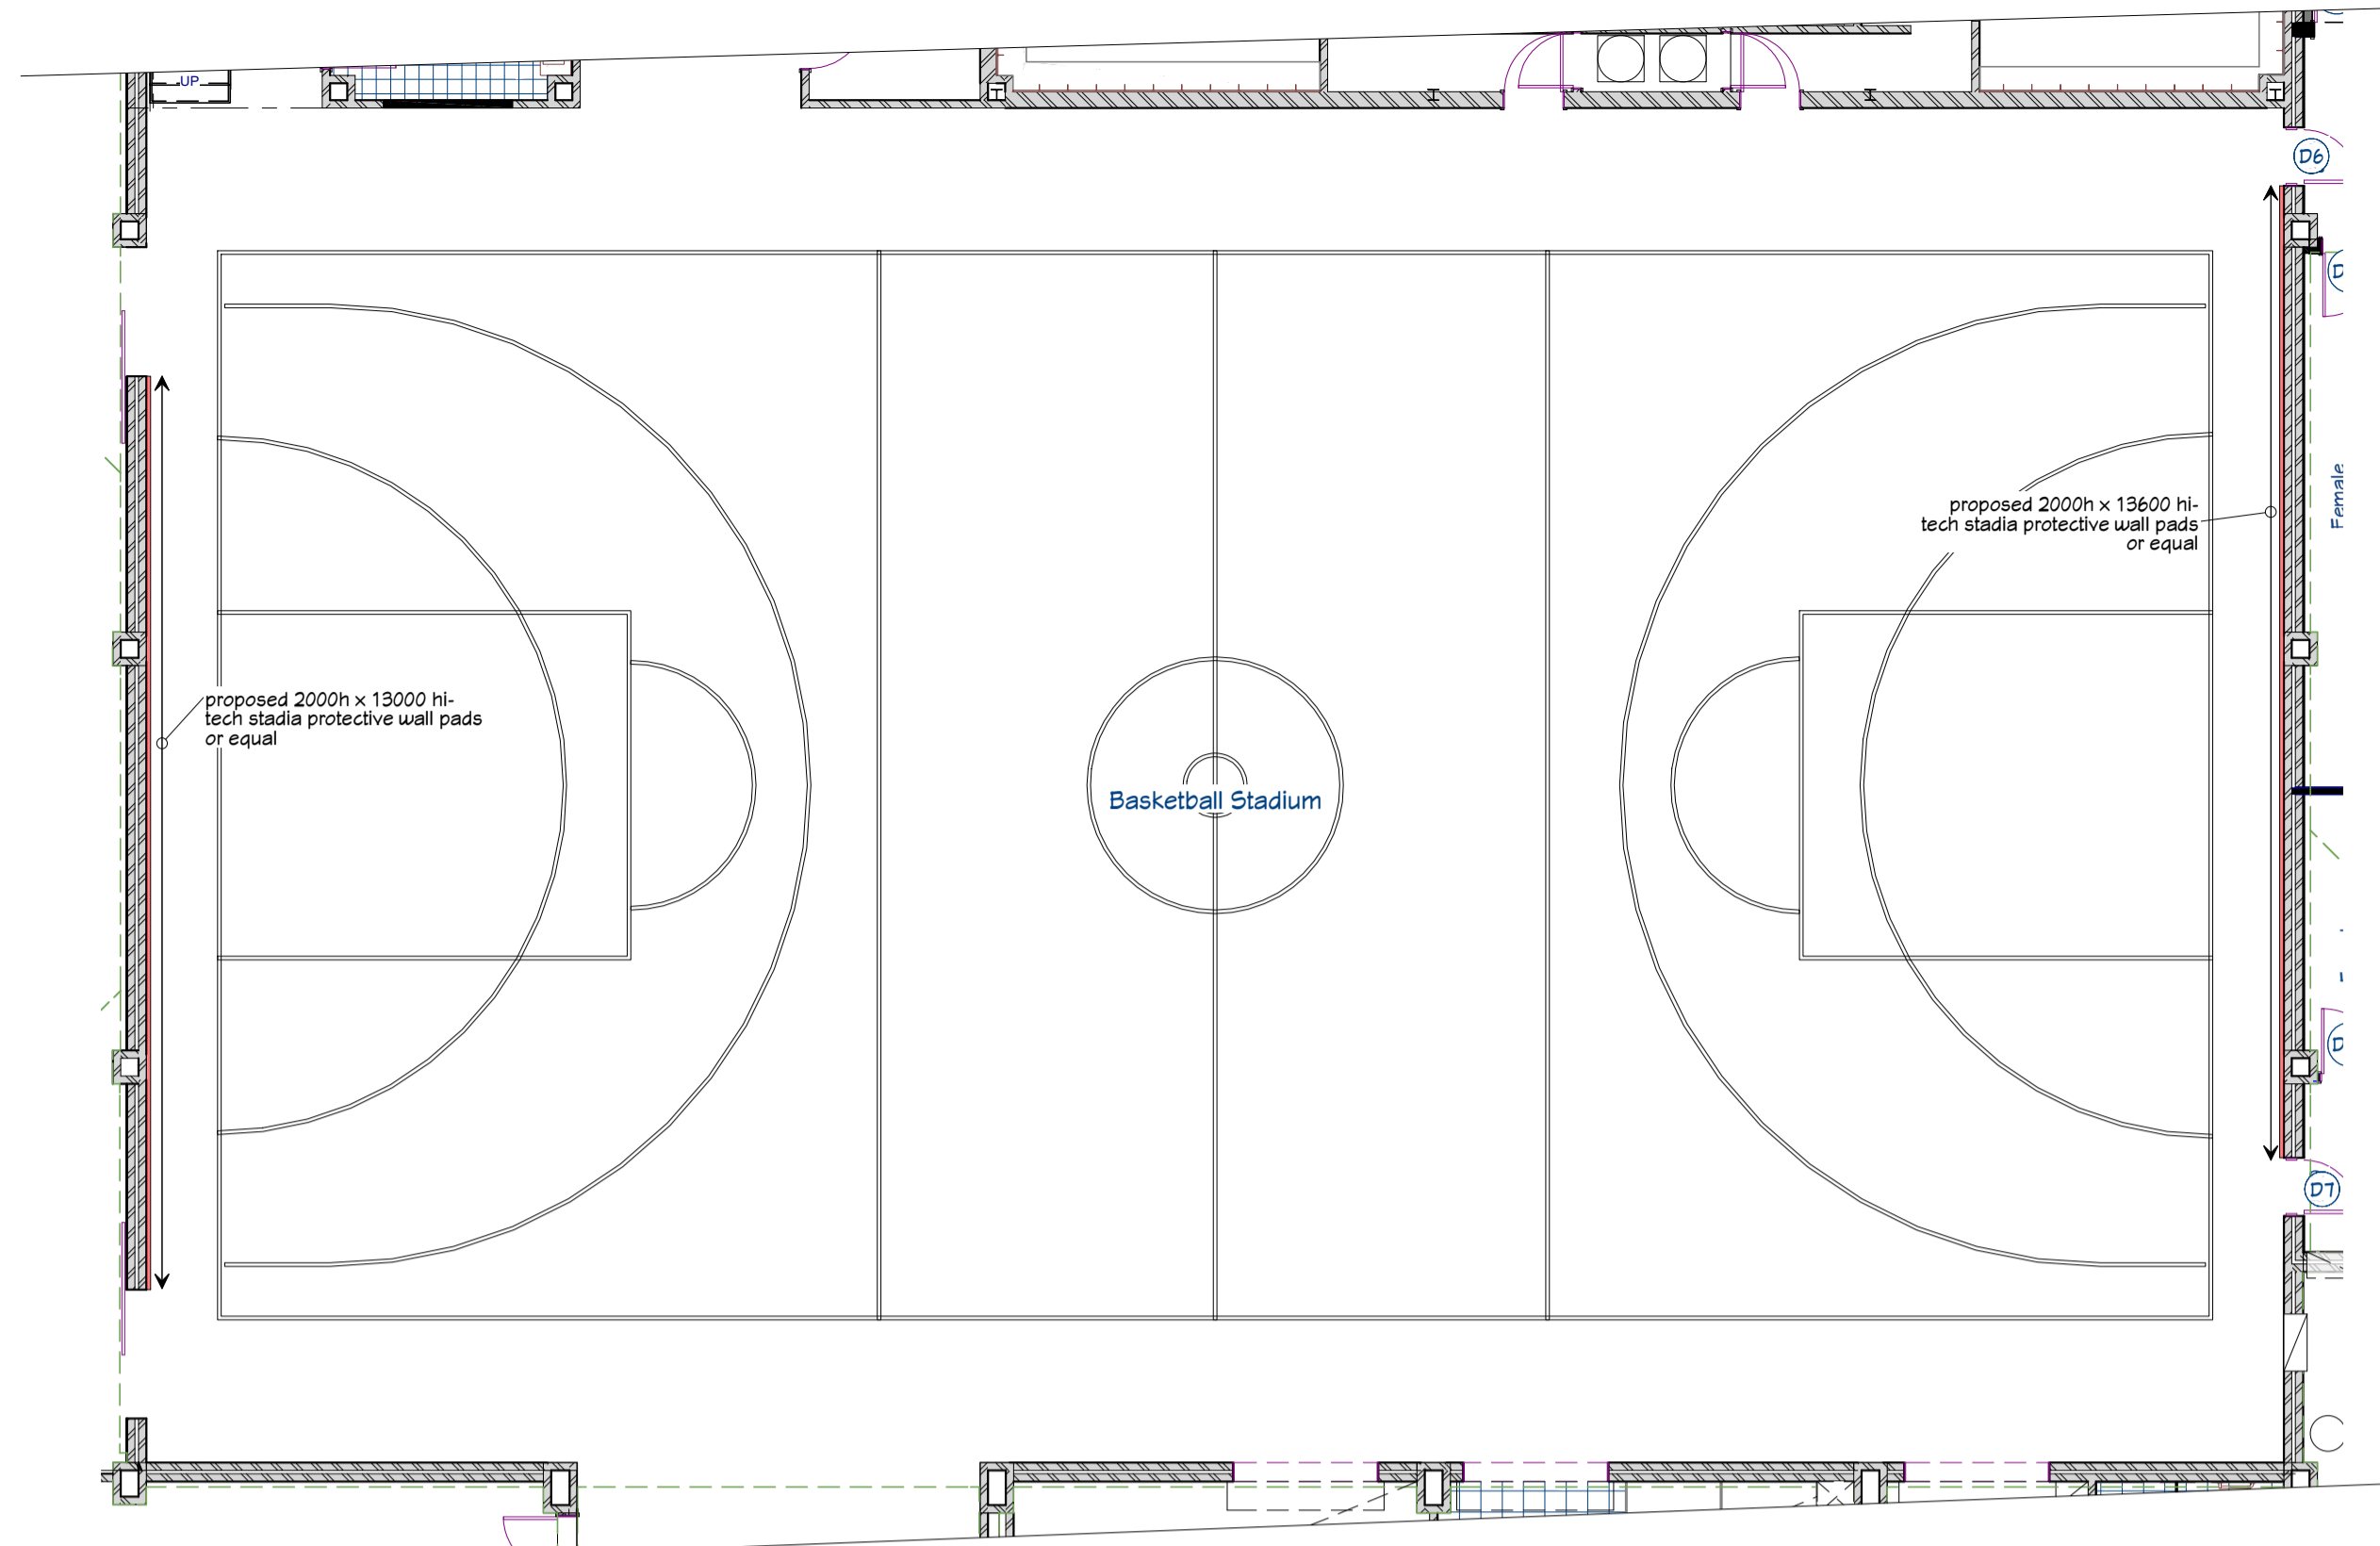 UP
D6
proposed 2000h x 13600 hi-
tech stadia protective wall pads
or equal
Female
proposed 2000h x 13000 hi-
tech stadia protective wall pads
or equal
Basketball Stadium
D7